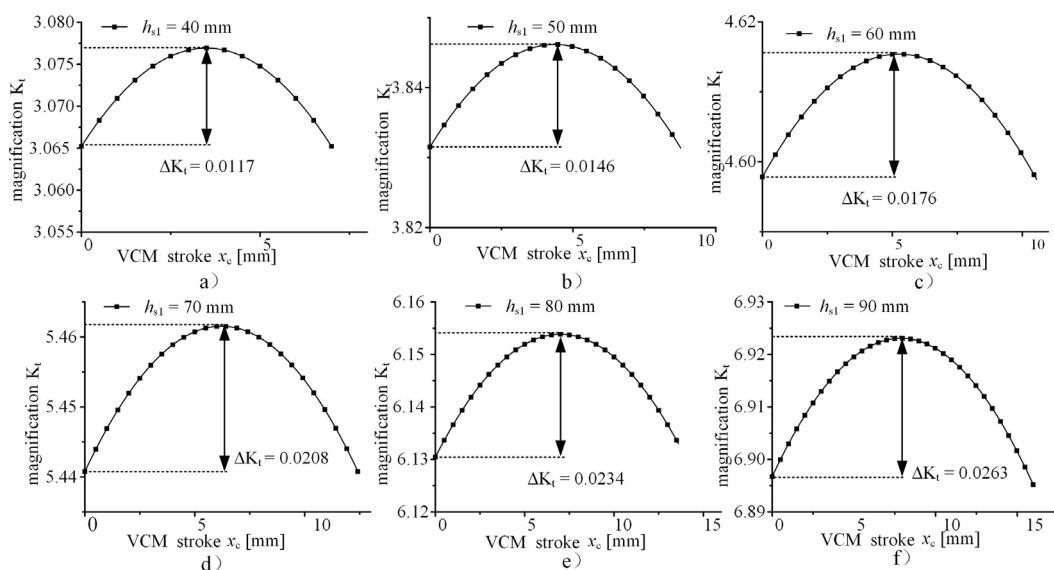 hs1 = 40 mm
magnification Kt
3.080
3.075
3.070
3.065
3.060
3.055
ΔKt = 0.0117
0
5
VCM stroke xc [mm]
a）
hs1 = 50 mm
magnification Kt
3.84
3.82
ΔKt = 0.0146
0
5
10
VCM stroke xc [mm]
b）
hs1 = 60 mm
magnification Kt
4.62
4.60
ΔKt = 0.0176
0
5
10
VCM stroke xc [mm]
c）
hs1 = 70 mm
magnification Kt
5.46
5.45
5.44
ΔKt = 0.0208
0
5
10
VCM stroke xc [mm]
d）
hs1 = 80 mm
magnification Kt
6.16
6.15
6.14
6.13
6.12
ΔKt = 0.0234
0
5
10
15
VCM stroke xc [mm]
e）
hs1 = 90 mm
magnification Kt
6.93
6.92
6.91
6.90
6.89
ΔKt = 0.0263
0
5
10
15
VCM stroke xc [mm]
f）